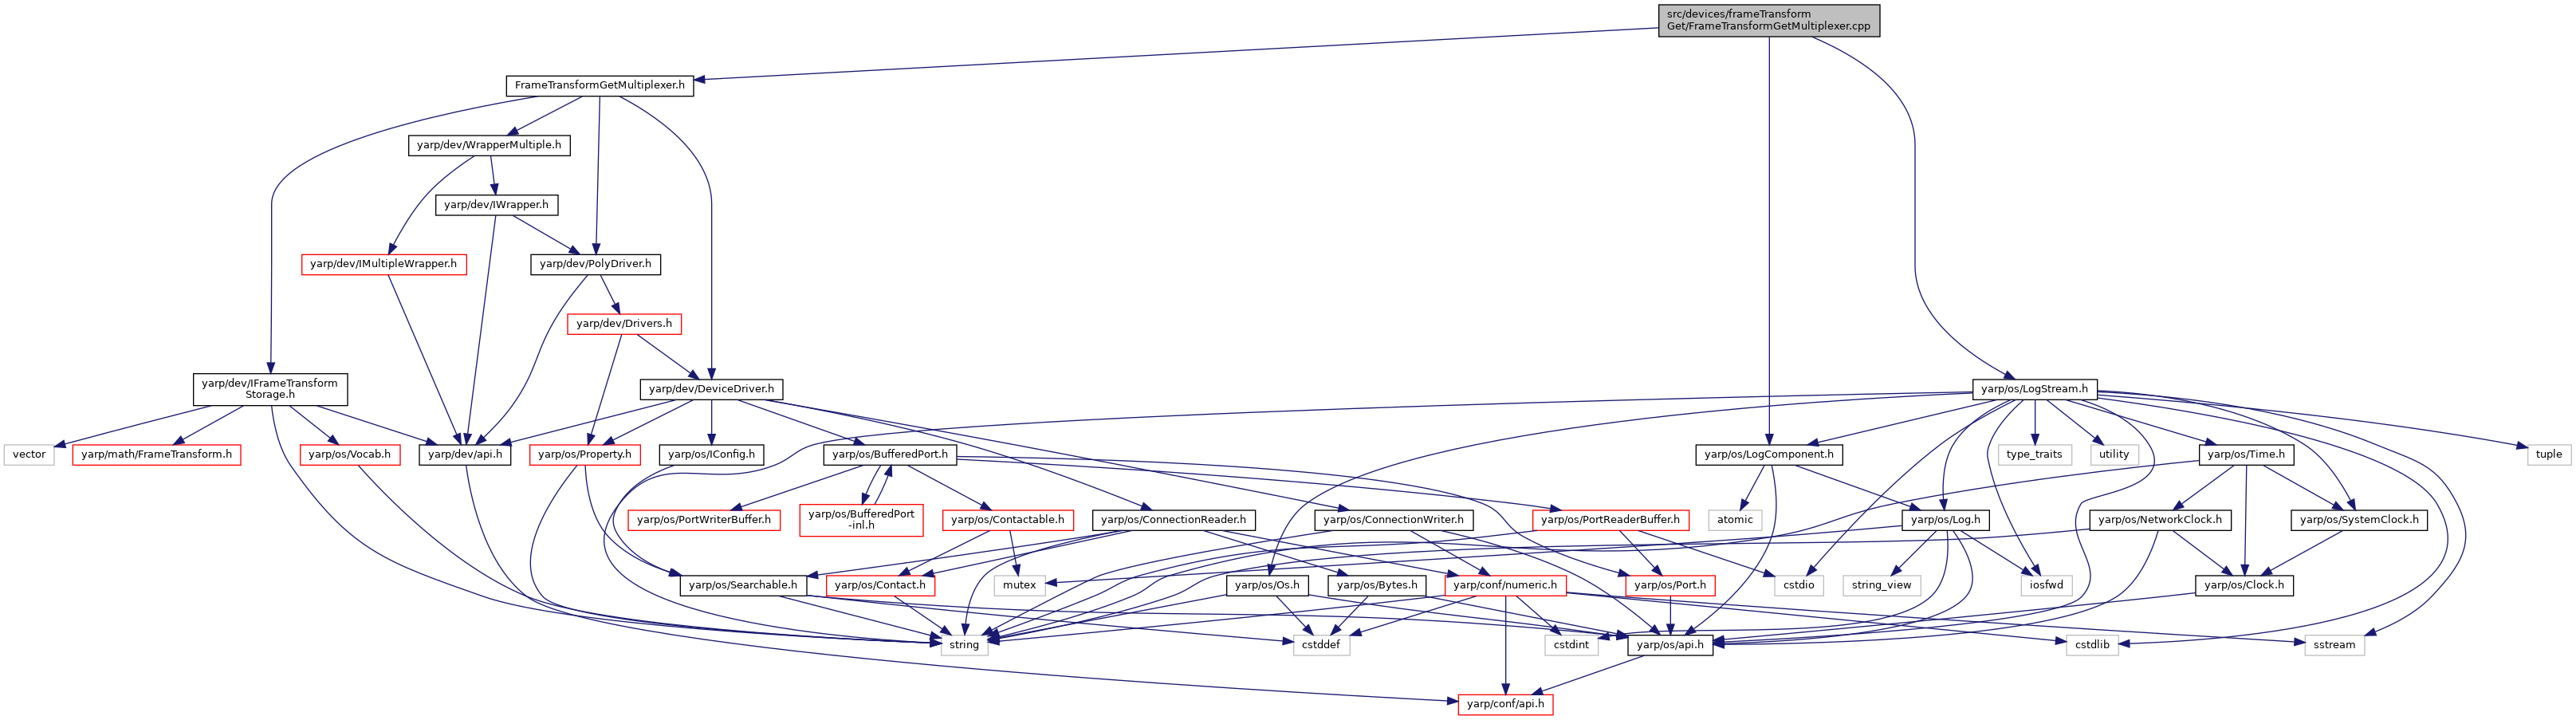 src/devices/frameTransform
Get/FrameTransformGetMultiplexer.cpp
FrameTransformGetMultiplexer.h
yarp/dev/WrapperMultiple.h
yarp/dev/IWrapper.h
yarp/dev/IMultipleWrapper.h
yarp/dev/PolyDriver.h
yarp/dev/Drivers.h
yarp/dev/IFrameTransform
Storage.h
yarp/dev/DeviceDriver.h
yarp/os/LogStream.h
vector
yarp/math/FrameTransform.h
yarp/os/Vocab.h
yarp/dev/api.h
yarp/os/Property.h
yarp/os/IConfig.h
yarp/os/BufferedPort.h
yarp/os/LogComponent.h
type_traits
utility
yarp/os/Time.h
tuple
yarp/os/PortWriterBuffer.h
yarp/os/BufferedPort
-inl.h
yarp/os/Contactable.h
yarp/os/ConnectionReader.h
yarp/os/ConnectionWriter.h
yarp/os/PortReaderBuffer.h
atomic
yarp/os/Log.h
yarp/os/NetworkClock.h
yarp/os/SystemClock.h
yarp/os/Searchable.h
yarp/os/Contact.h
mutex
yarp/os/Os.h
yarp/os/Bytes.h
yarp/conf/numeric.h
yarp/os/Port.h
cstdio
string_view
iosfwd
yarp/os/Clock.h
string
cstddef
cstdint
yarp/os/api.h
cstdlib
sstream
yarp/conf/api.h